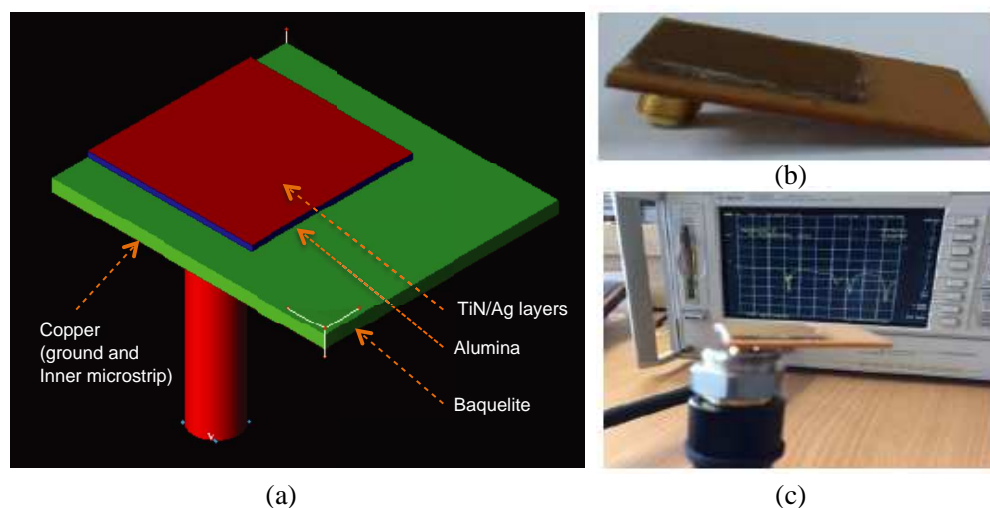 TiN/Ag layers
Copper
(ground and
Inner microstrip)
Alumina
Baquelite
(a)
(b)
(c)